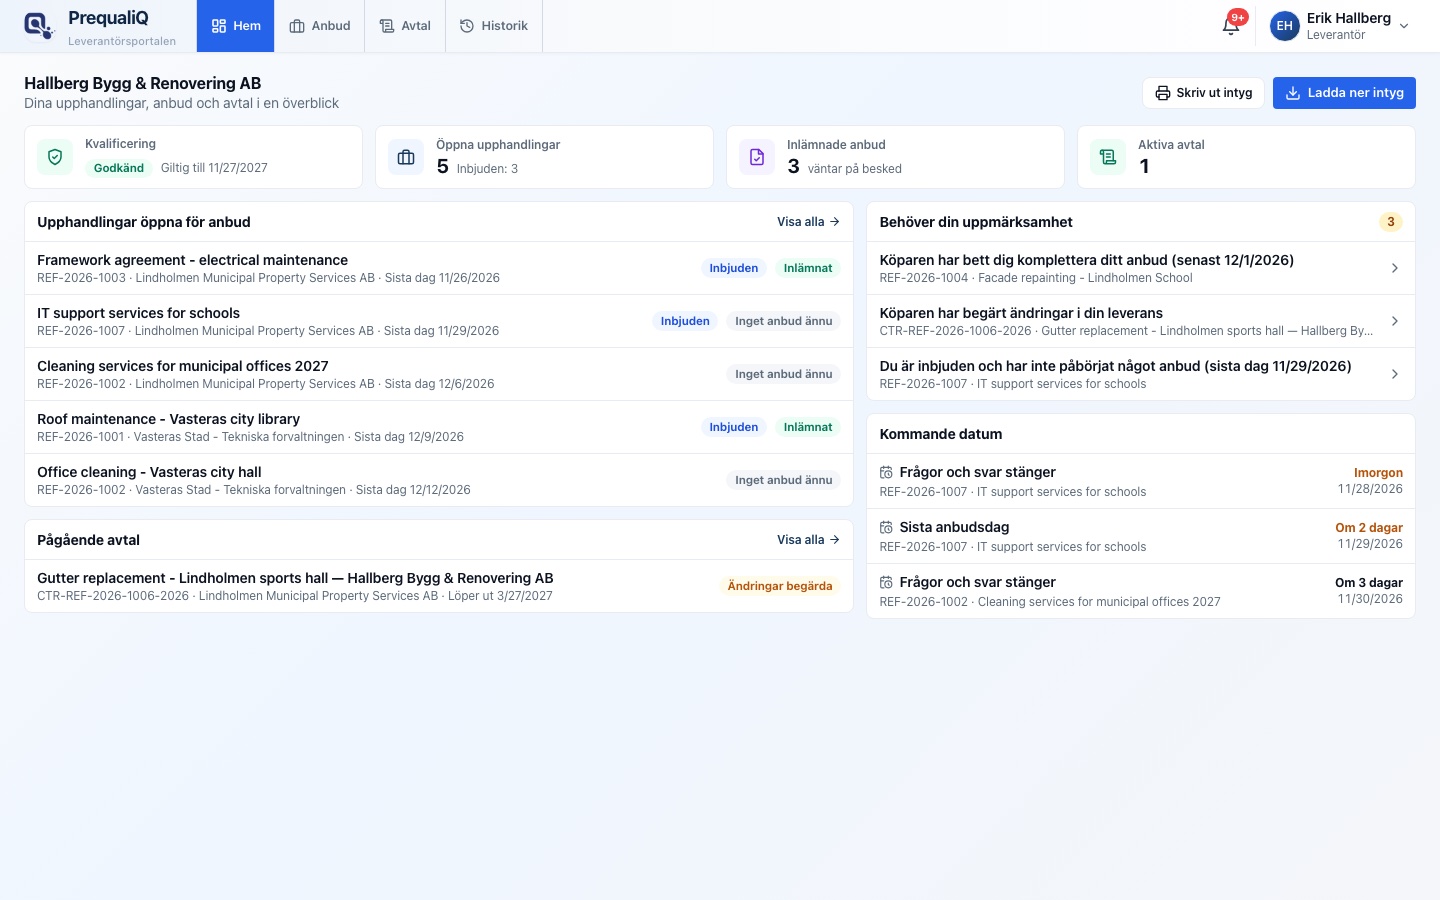 PrequaliQ
Leverantörsportalen
Hem
Anbud
Avtal
Historik
9+
EH
Erik Hallberg
Leverantör
Hallberg Bygg & Renovering AB
Dina upphandlingar, anbud och avtal i en överblick
Skriv ut intyg
Ladda ner intyg
Kvalificering
Godkänd Giltig till 11/27/2027
Öppna upphandlingar
5 Inbjuden: 3
Inlämnade anbud
3 väntar på besked
Aktiva avtal
1
Upphandlingar öppna för anbud
Visa alla →
Framework agreement - electrical maintenance
REF-2026-1003 · Lindholmen Municipal Property Services AB · Sista dag 11/26/2026
Inbjuden Inlämnat
IT support services for schools
REF-2026-1007 · Lindholmen Municipal Property Services AB · Sista dag 11/29/2026
Inbjuden Inget anbud ännu
Cleaning services for municipal offices 2027
REF-2026-1002 · Lindholmen Municipal Property Services AB · Sista dag 12/6/2026
Inget anbud ännu
Roof maintenance - Vasteras city library
REF-2026-1001 · Vasteras Stad - Tekniska forvaltningen · Sista dag 12/9/2026
Inbjuden Inlämnat
Office cleaning - Vasteras city hall
REF-2026-1002 · Vasteras Stad - Tekniska forvaltningen · Sista dag 12/12/2026
Inget anbud ännu
Pågående avtal
Visa alla →
Gutter replacement - Lindholmen sports hall — Hallberg Bygg & Renovering AB
CTR-REF-2026-1006-2026 · Lindholmen Municipal Property Services AB · Löper ut 3/27/2027
Ändringar begärda
Behöver din uppmärksamhet
3
Köparen har bett dig komplettera ditt anbud (senast 12/1/2026)
REF-2026-1004 · Facade repainting - Lindholmen School
Köparen har begärt ändringar i din leverans
CTR-REF-2026-1006-2026 · Gutter replacement - Lindholmen sports hall — Hallberg By...
Du är inbjuden och har inte påbörjat något anbud (sista dag 11/29/2026)
REF-2026-1007 · IT support services for schools
Kommande datum
Frågor och svar stänger
REF-2026-1007 · IT support services for schools
Imorgon
11/28/2026
Sista anbudsdag
REF-2026-1007 · IT support services for schools
Om 2 dagar
11/29/2026
Frågor och svar stänger
REF-2026-1002 · Cleaning services for municipal offices 2027
Om 3 dagar
11/30/2026